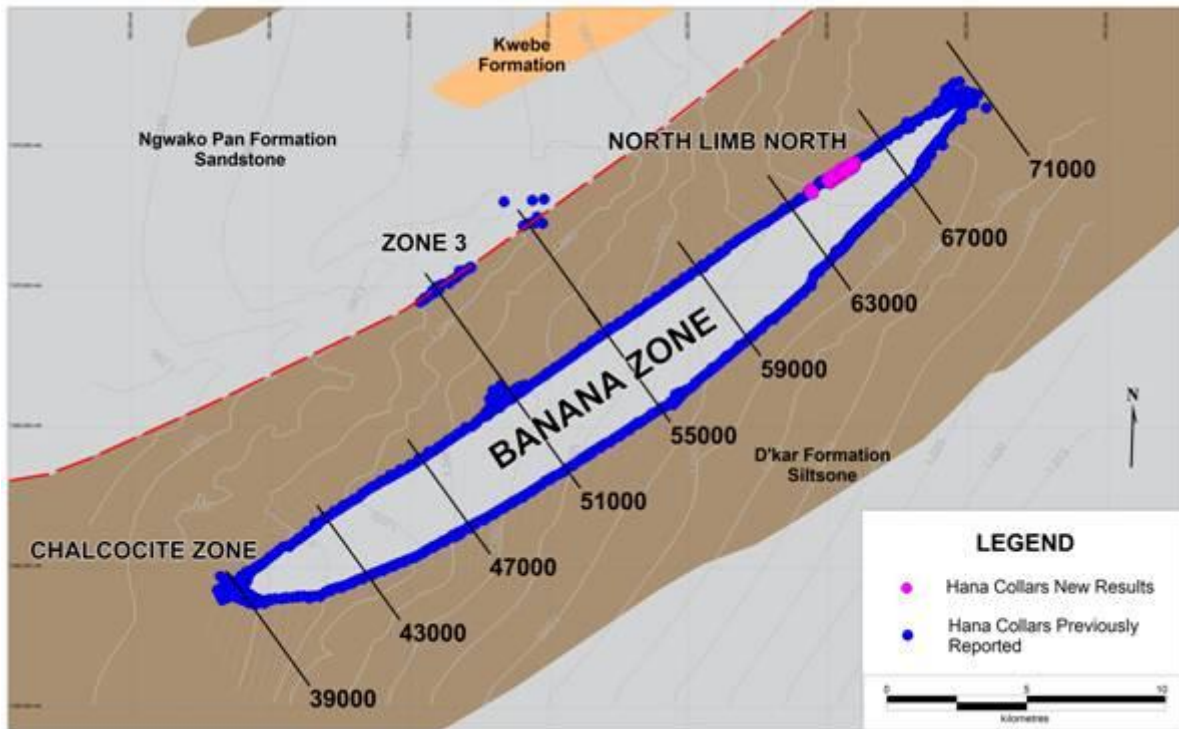 Kwebe
Formation
Ngwako Pan Formation
Sandstone
NORTH LIMB NORTH
71000
ZONE 3
67000
63000
BANANA ZONE
59000
55000
D'kar Formation
Siltsone
51000
CHALCOCITE ZONE
47000
43000
39000
N
LEGEND
Hana Collars New Results
Hana Collars Previously
Reported
0 5 10
kilometres